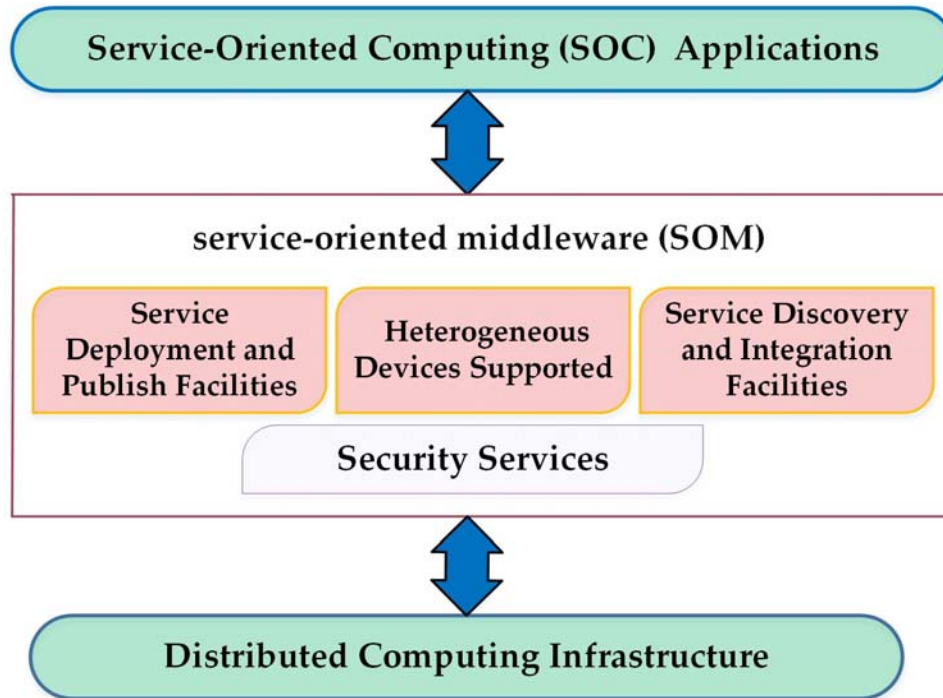 Service-Oriented Computing (SOC) Applications
service-oriented middleware (SOM)
Service
Deployment and
Publish Facilities
Heterogeneous
Devices Supported
Service Discovery
and Integration
Facilities
Security Services
Distributed Computing Infrastructure